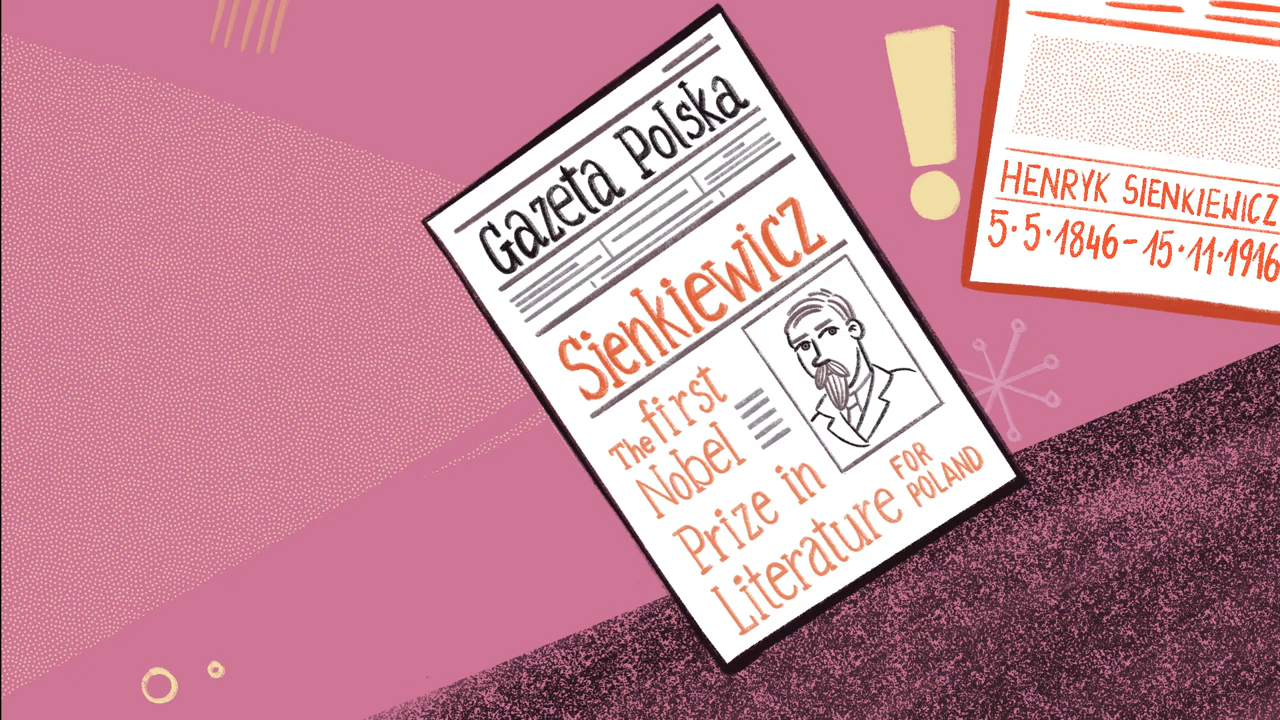 Gazeta Polska
Sienkiewicz
The first
Nobel
Prize in
Literature FOR
POLAND
HENRYK SIENKIEWICZ
5.5.1846-15.11.1916